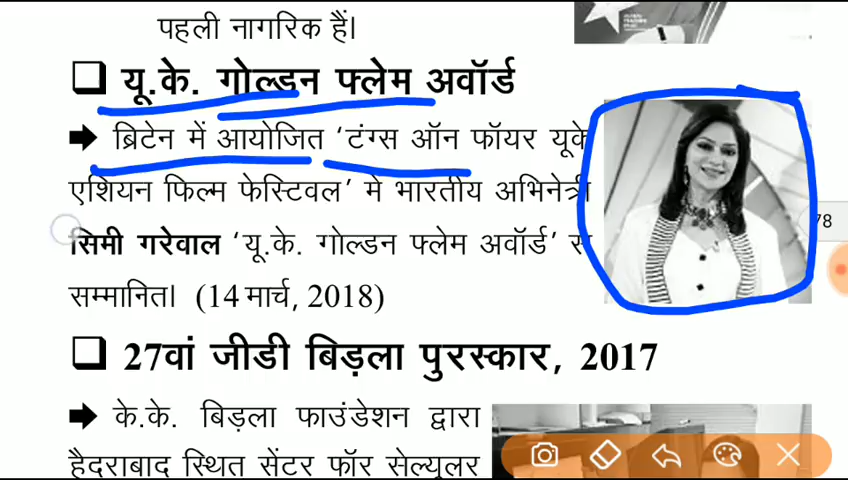 पहली नागरिक हैं।
❑ यू.के. गोल्डन फ्लेम अवॉर्ड
➡ ब्रिटेन में आयोजित ‘टंग्स ऑन फॉयर यूके
एशियन फिल्म फेस्टिवल’ मे भारतीय अभिनेत्री
सिमी गरेवाल ‘यू.के. गोल्डन फ्लेम अवॉर्ड’ स
सम्मानित। (14 मार्च, 2018)
78
❑ 27वां जीडी बिड़ला पुरस्कार, 2017
➡ के.के. बिड़ला फाउंडेशन द्वारा
हैदराबाद स्थित सेंटर फॉर सेल्यूलर